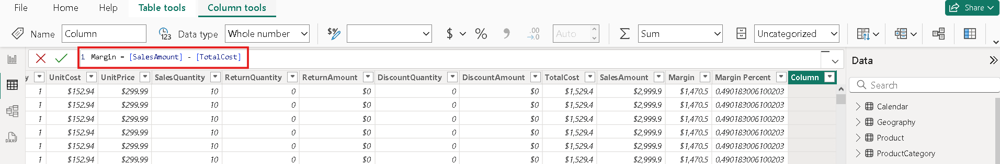 File Home Help Table tools Column tools Share
Name Column Data type Whole number $% $ % .00 Auto Sum Uncategorized
123 .0
1 Margin = [SalesAmount] - [TotalCost] Data
y UnitCost UnitPrice SalesQuantity ReturnQuantity ReturnAmount DiscountQuantity DiscountAmount TotalCost SalesAmount Margin Margin Percent Column
Search
1 $152.94 $299.99 10 0 $0 0 $0 $1,529.4 $2,999.9 $1,470.5 0.490183006100203
1 $152.94 $299.99 10 0 $0 0 $0 $1,529.4 $2,999.9 $1,470.5 0.490183006100203
1 $152.94 $299.99 10 0 $0 0 $0 $1,529.4 $2,999.9 $1,470.5 0.490183006100203
1 $152.94 $299.99 10 0 $0 0 $0 $1,529.4 $2,999.9 $1,470.5 0.490183006100203
1 $152.94 $299.99 10 0 $0 0 $0 $1,529.4 $2,999.9 $1,470.5 0.490183006100203
1 $152.94 $299.99 10 0 $0 0 $0 $1,529.4 $2,999.9 $1,470.5 0.490183006100203
DAX
Calendar
Geography
Product
ProductCategory